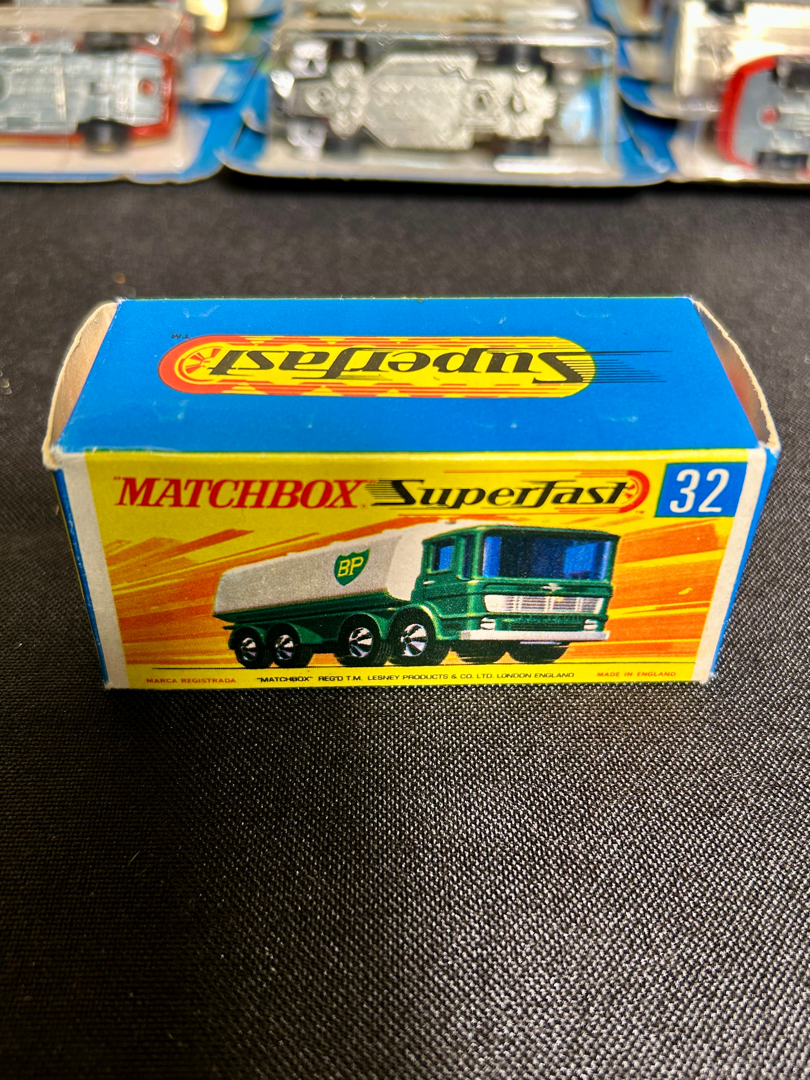 Superfast
TM
"MATCHBOX" Superfast 32
TM
BP
MARCA REGISTRADA "MATCHBOX" REG'D T.M. LESNEY PRODUCTS & CO. LTD. LONDON ENGLAND MADE IN ENGLAND